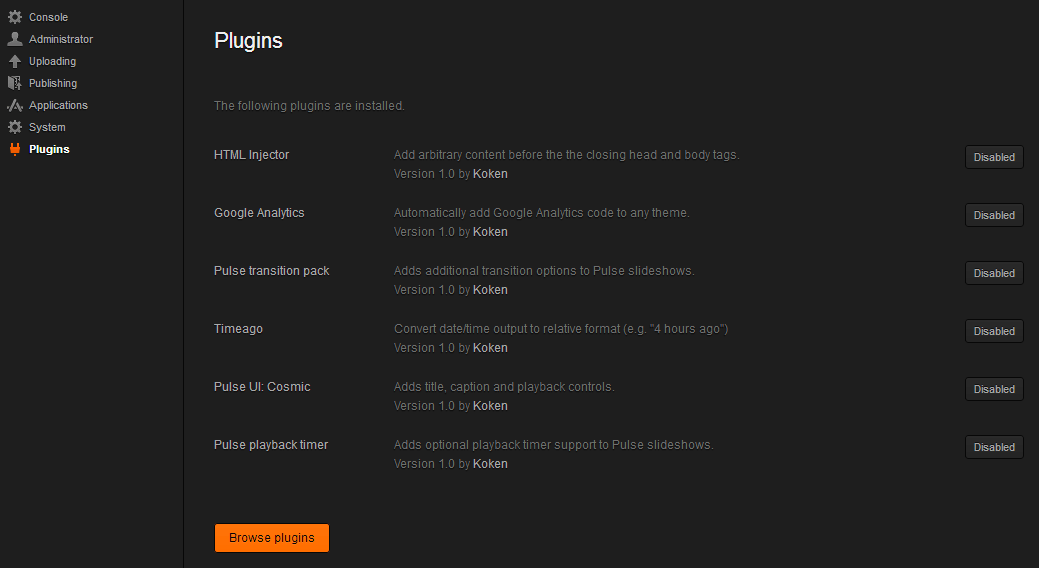 Console
Administrator
Uploading
Publishing
Applications
System
Plugins
Plugins
The following plugins are installed.
HTML Injector
Add arbitrary content before the the closing head and body tags.
Version 1.0 by Koken
Disabled
Google Analytics
Automatically add Google Analytics code to any theme.
Version 1.0 by Koken
Disabled
Pulse transition pack
Adds additional transition options to Pulse slideshows.
Version 1.0 by Koken
Disabled
Timeago
Convert date/time output to relative format (e.g. "4 hours ago")
Version 1.0 by Koken
Disabled
Pulse UI: Cosmic
Adds title, caption and playback controls.
Version 1.0 by Koken
Disabled
Pulse playback timer
Adds optional playback timer support to Pulse slideshows.
Version 1.0 by Koken
Disabled
Browse plugins